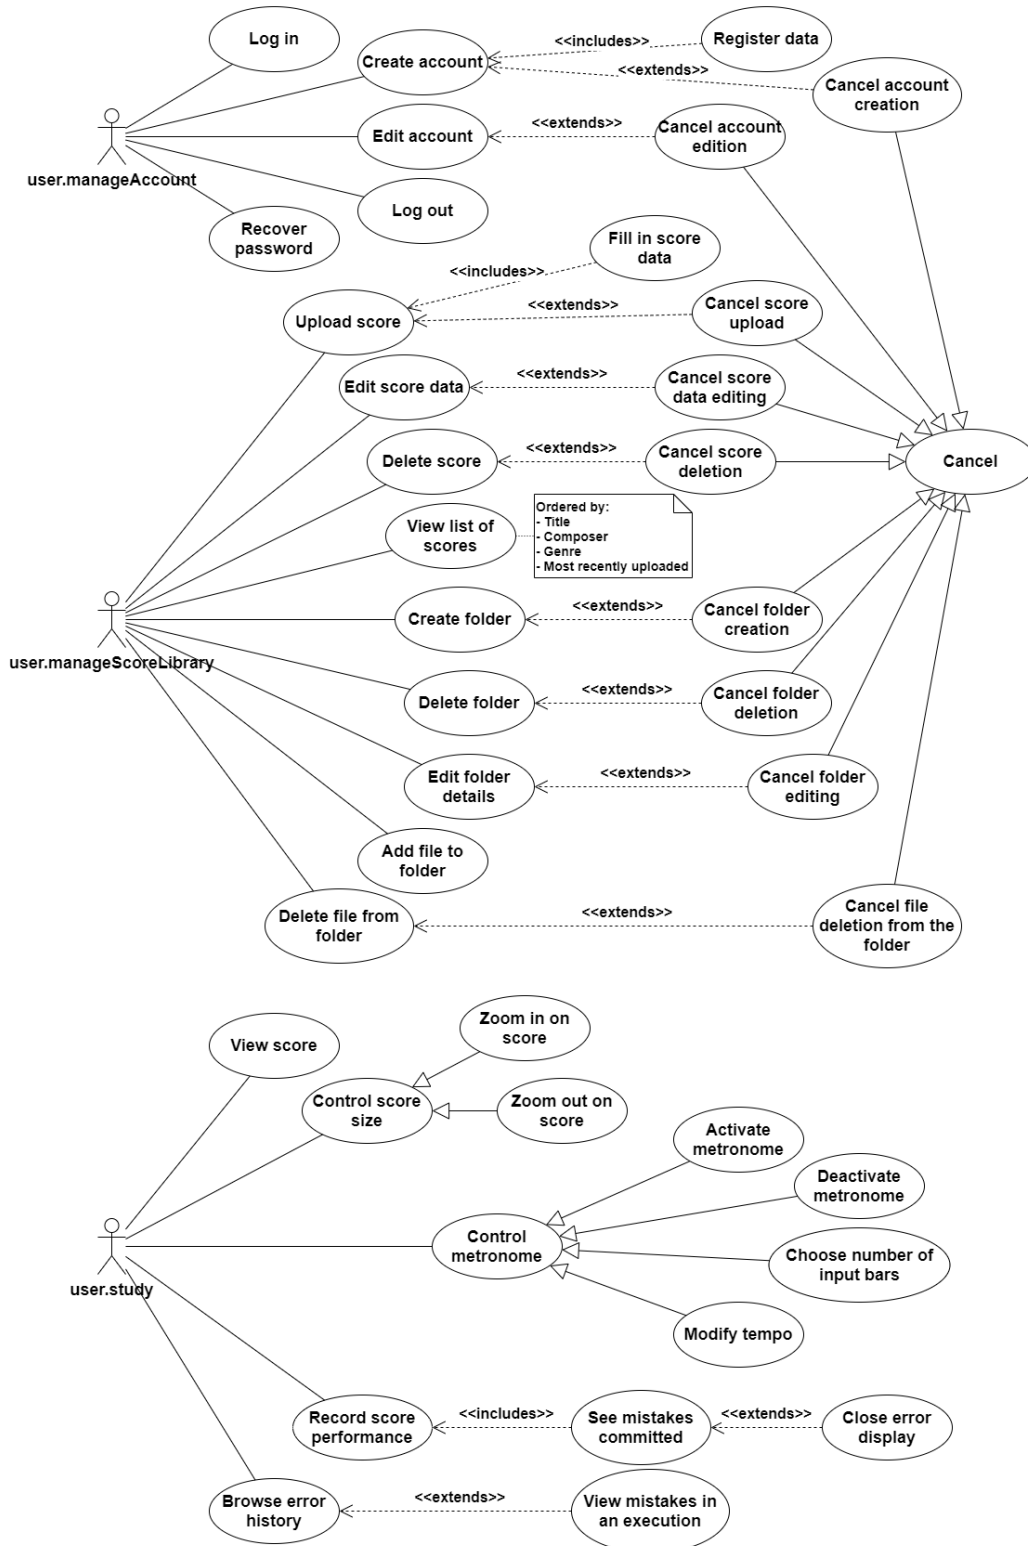 Log in
Create account
<<includes>>
Register data
<<extends>>
Cancel account
creation
Edit account
<<extends>>
Cancel account
edition
user.manageAccount
Log out
Recover
password
Fill in score
data
<<includes>>
Upload score
<<extends>>
Cancel score
upload
Edit score data
<<extends>>
Cancel score
data editing
Delete score
<<extends>>
Cancel score
deletion
Cancel
View list of
scores
Ordered by:
- Title
- Composer
- Genre
- Most recently uploaded
Create folder
<<extends>>
Cancel folder
creation
user.manageScoreLibrary
Delete folder
<<extends>>
Cancel folder
deletion
Edit folder
details
<<extends>>
Cancel folder
editing
Add file to
folder
Delete file from
folder
<<extends>>
Cancel file
deletion from the
folder
View score
Zoom in on
score
Control score
size
Zoom out on
score
Activate
metronome
Deactivate
metronome
Control
metronome
Choose number of
input bars
user.study
Modify tempo
Record score
performance
<<includes>>
See mistakes
committed
<<extends>>
Close error
display
Browse error
history
<<extends>>
View mistakes in
an execution